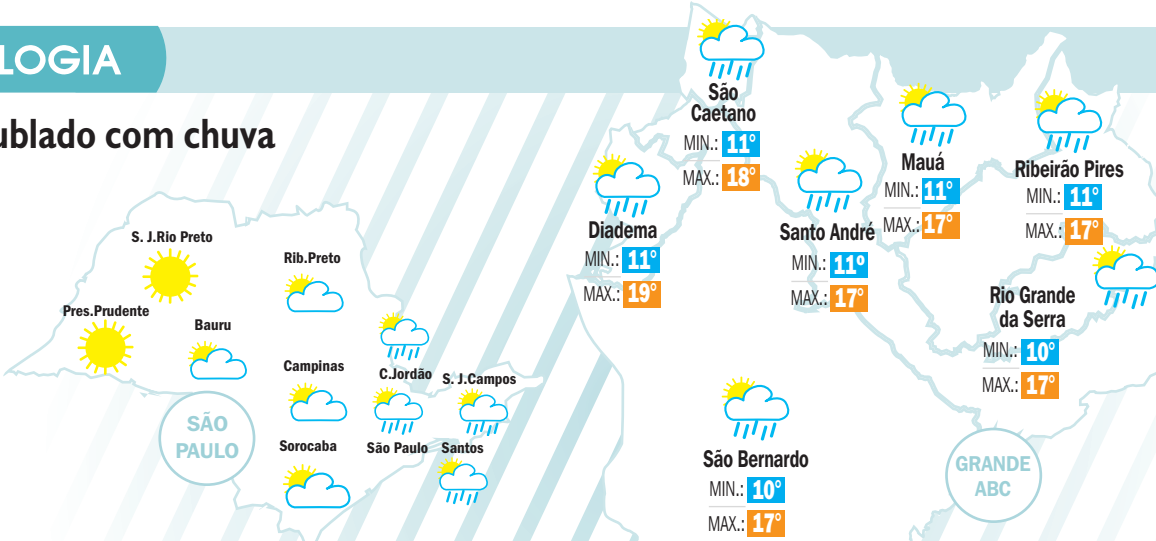 LOGIA
ublado com chuva
S. J.Rio Preto
Rib.Preto
Pres.Prudente
Bauru
Campinas
C.Jordão
S. J.Campos
SÃO
PAULO
Sorocaba
São Paulo
Santos
São
Caetano
MIN.: 11°
MAX.: 18°
Diadema
MIN.: 11°
MAX.: 19°
Santo André
MIN.: 11º
MAX.: 17°
Mauá
MIN.: 11°
MAX.: 17°
Ribeirão Pires
MIN.: 11°
MAX.: 17°
Rio Grande
da Serra
MIN.: 10°
MAX.: 17°
São Bernardo
MIN.: 10°
MAX.: 17°
GRANDE
ABC